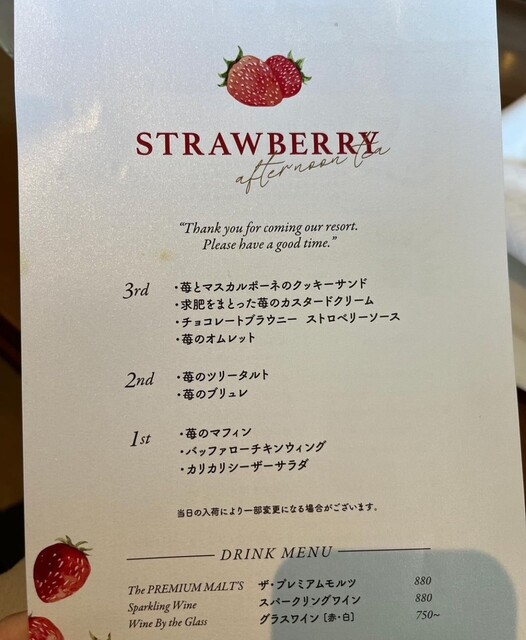 STRAWBERRY
afternoon tea
“Thank you for coming our resort.
Please have a good time.”
3rd ・苺とマスカルポーネのクッキーサンド
・求肥をまとった苺のカスタードクリーム
・チョコレートブラウニー ストロベリーソース
・苺のオムレット
2nd ・苺のツリータルト
・苺のブリュレ
1st ・苺のマフィン
・バッファローチキンウィング
・カリカリシーザーサラダ
当日の入荷により一部変更になる場合がございます。
DRINK MENU
The PREMIUM MALT'S ザ・プレミアムモルツ 880
Sparkling Wine スパークリングワイン 880
Wine By the Glass グラスワイン [赤・白] 750~